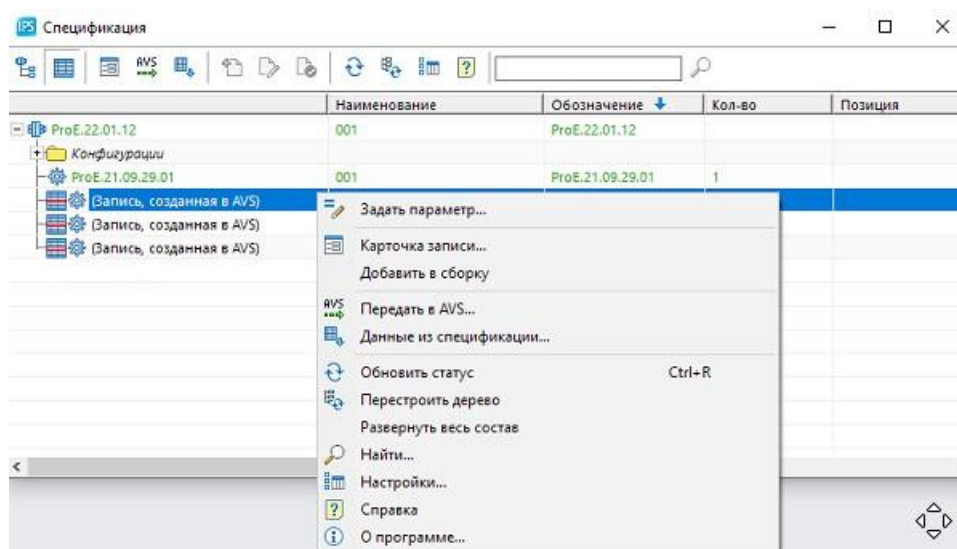 IPS Спецификация
AVS
Наименование Обозначение Кол-во Позиция
ProE.22.01.12 001 ProE.22.01.12
Конфигурации
ProE.21.09.29.01 001 ProE.21.09.29.01 1
(Запись, созданная в AVS)
(Запись, созданная в AVS)
(Запись, созданная в AVS)
Задать параметр...
Карточка записи...
Добавить в сборку
AVS Передать в AVS...
Данные из спецификации...
Обновить статус Ctrl+R
Перестроить дерево
Развернуть весь состав
Найти...
Настройки...
Справка
О программе...